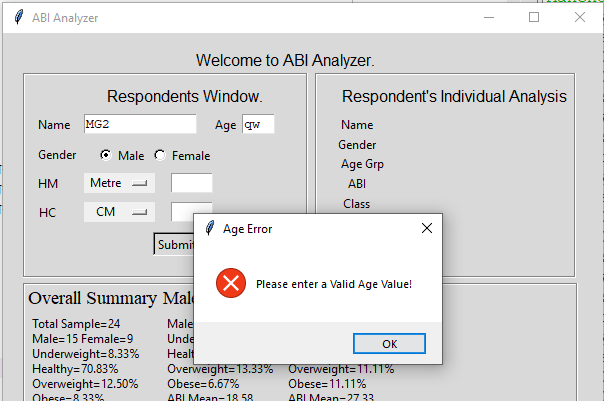 ABI Analyzer
Welcome to ABI Analyzer.
Respondents Window.
Name MG2 Age qw
Gender Male Female
HM Metre
HC CM
Submit
Respondent's Individual Analysis
Name
Gender
Age Grp
ABI
Class
Age Error
Please enter a Valid Age Value!
OK
Overall Summary Male
Total Sample=24
Male=15 Female=9
Underweight=8.33%
Healthy=70.83%
Overweight=12.50%
Obese=8.33%
Overweight=13.33%
Obese=6.67%
ABI Mean=18.58
Overweight=11.11%
Obese=11.11%
ABI Mean=27.33